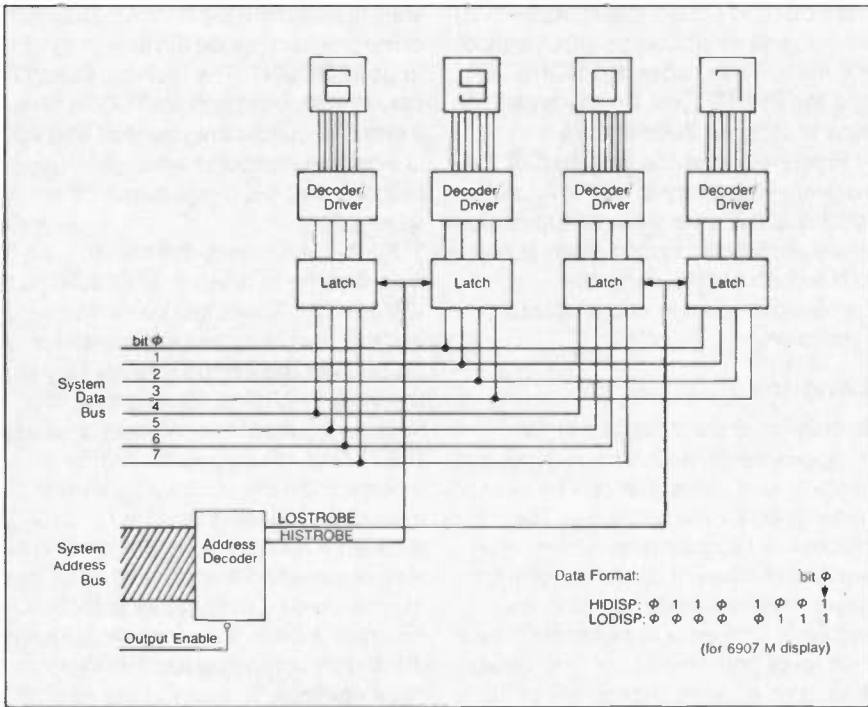 Decoder/ Decoder/ Decoder/ Decoder/
Driver Driver Driver Driver
Latch Latch Latch Latch
bit ϕ
1
2
3
4
5
6
7
System
Data
Bus
System
Address
Bus
Address
Decoder
LOSTROBE
HISTROBE
Output Enable
Data Format: bit ϕ
HIDISP: ϕ 1 1 ϕ 1 ϕ ϕ 1
LODISP: ϕ ϕ ϕ ϕ ϕ 1 1 1
(for 6907 M display)